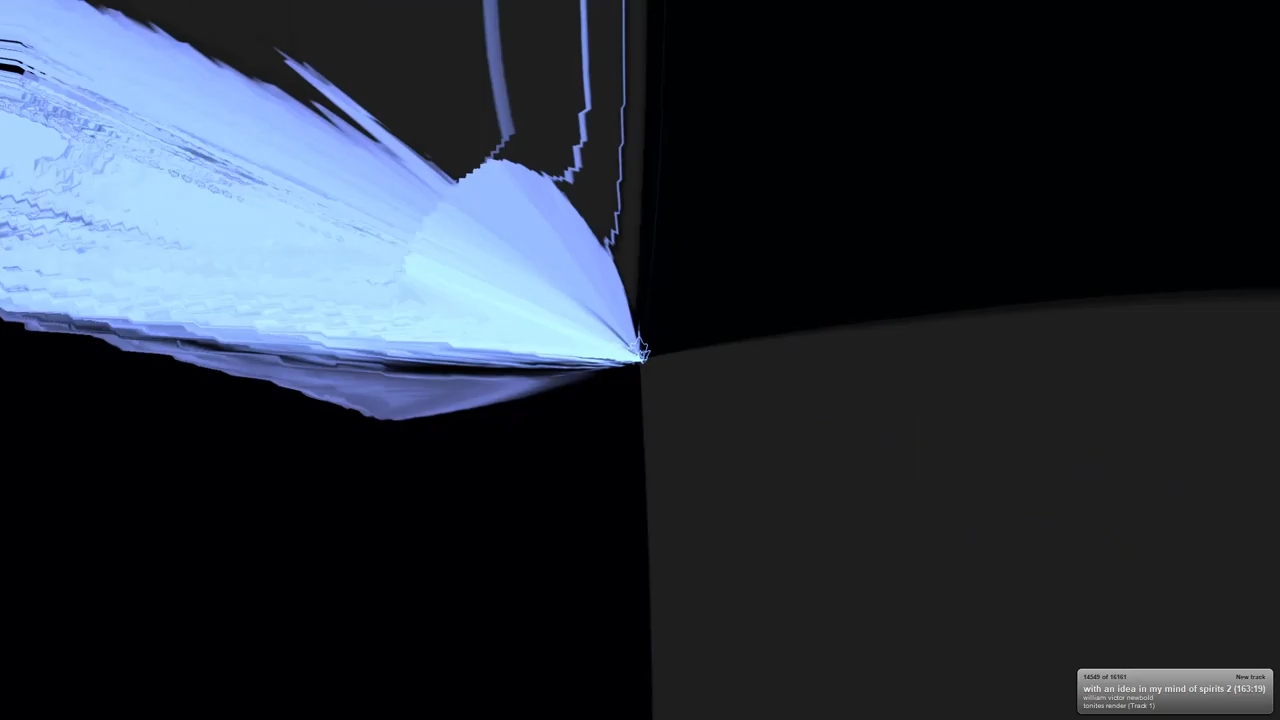 14549 of 16161 New track
with an idea in my mind of spirits 2 (163:19)
william victor newbold
tonites render (Track 1)